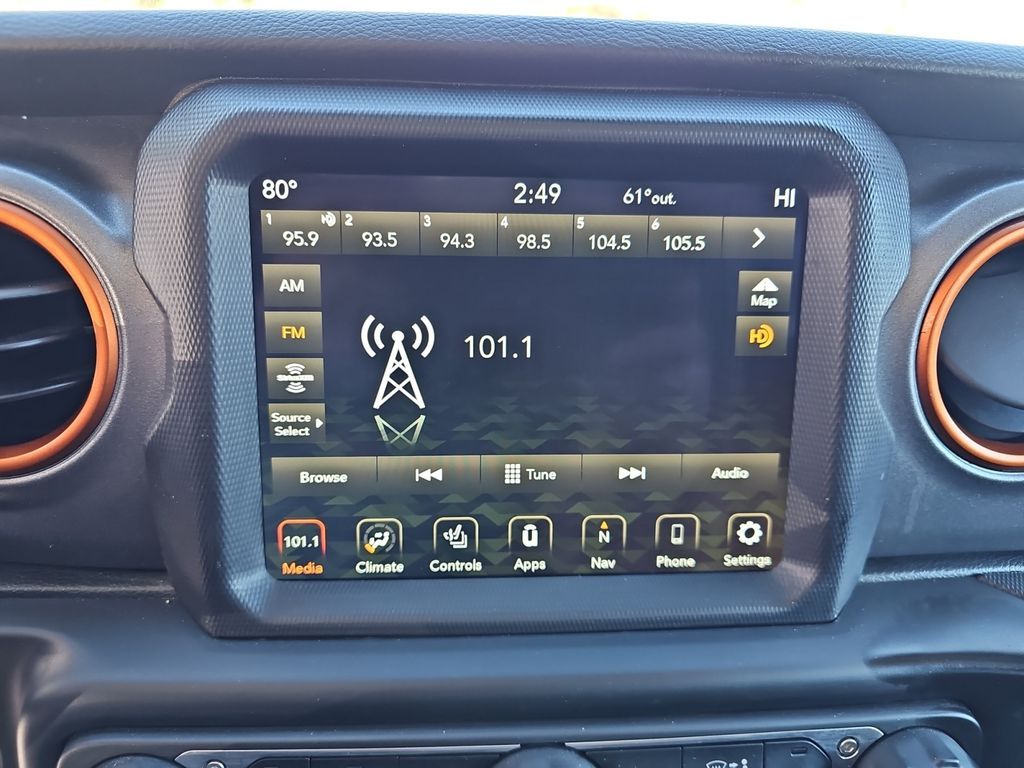 80° 2:49 61°out. HI
1 2 3 4 5 6
95.9 93.5 94.3 98.5 104.5 105.5
AM
Map
FM
HD
101.1
Source
Select
Browse Tune Audio
101.1 N
Media Climate Controls Apps Nav Phone Settings